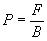 P = F/B